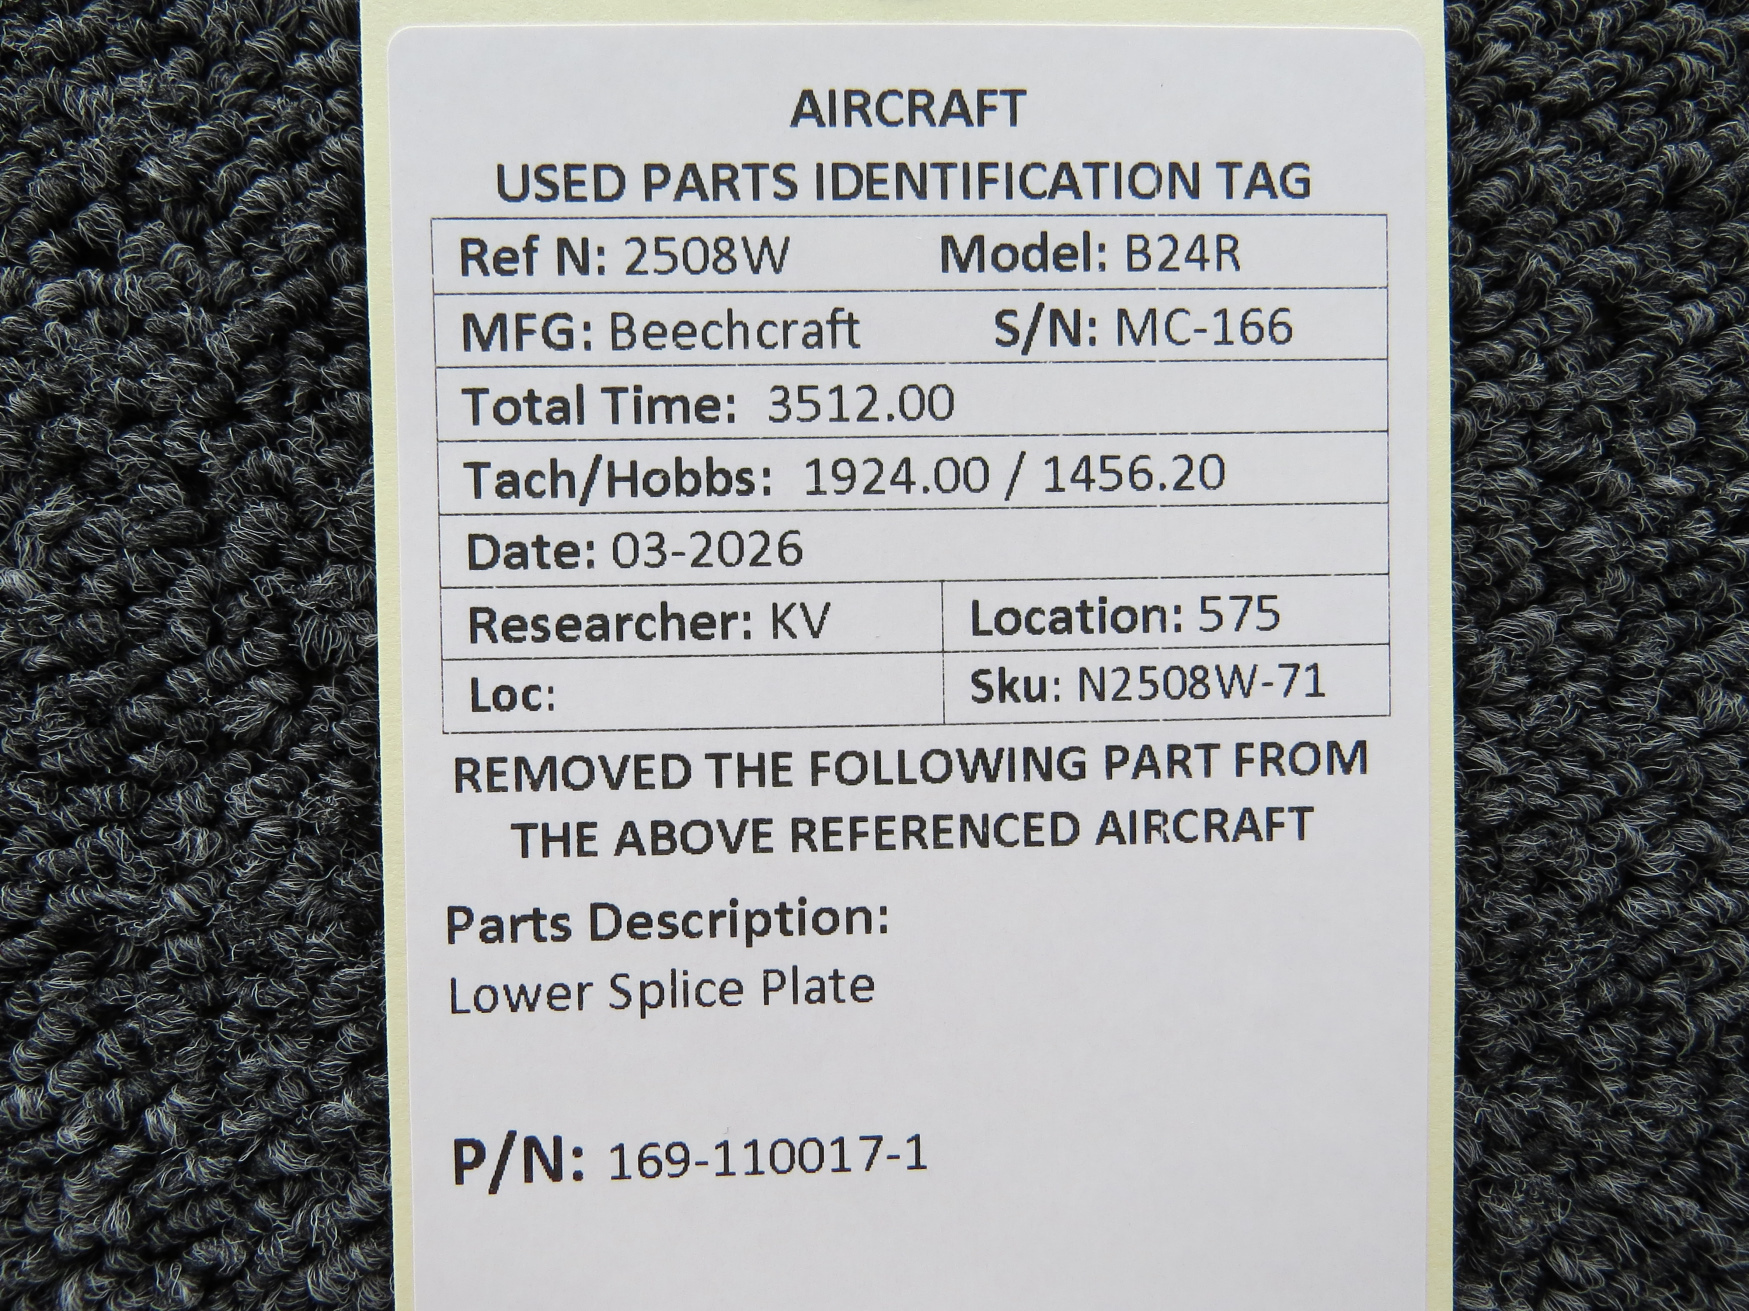 AIRCRAFT
USED PARTS IDENTIFICATION TAG
Ref N: 2508W Model: B24R
MFG: Beechcraft S/N: MC-166
Total Time: 3512.00
Tach/Hobbs: 1924.00 / 1456.20
Date: 03-2026
Researcher: KV Location: 575
Loc: Sku: N2508W-71
REMOVED THE FOLLOWING PART FROM
THE ABOVE REFERENCED AIRCRAFT
Parts Description:
Lower Splice Plate
P/N: 169-110017-1